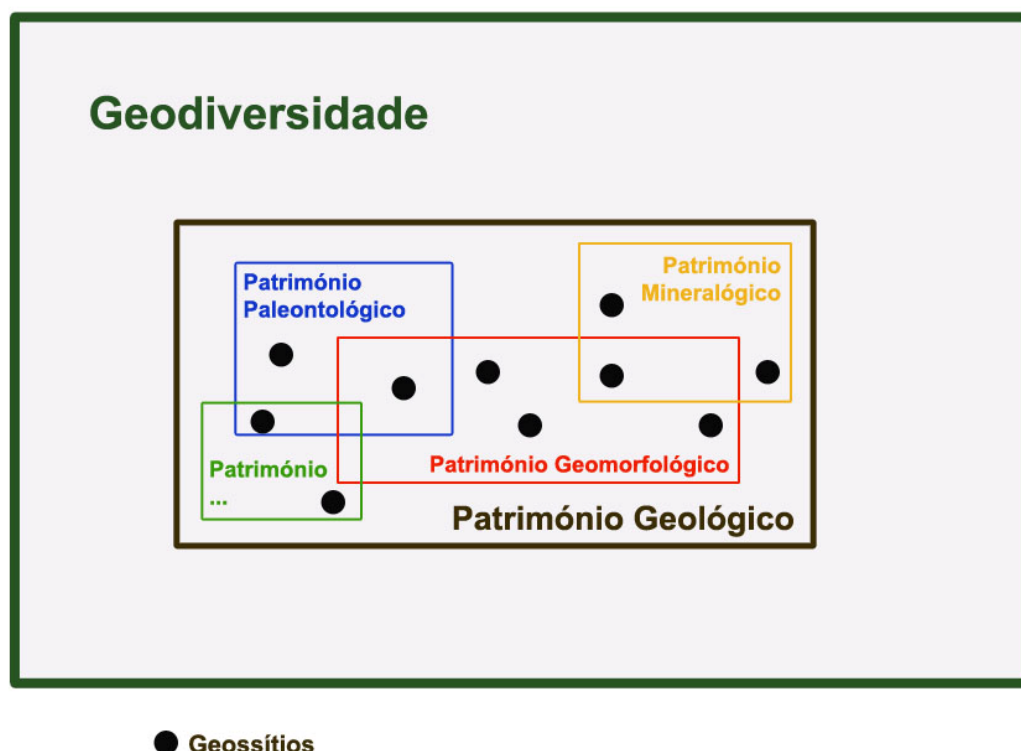 Geodiversidade
Património
Paleontológico
Património
Mineralógico
Património
...
Património Geomorfológico
Património Geológico
Geossítios